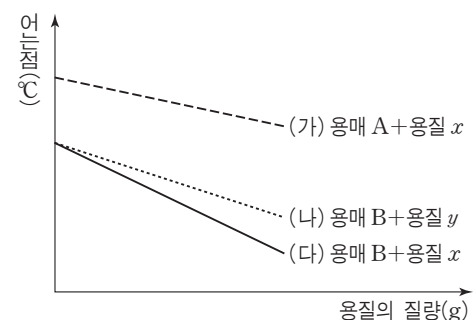 어는점(℃)
(가) 용매 A+용질 x
(나) 용매 B+용질 y
(다) 용매 B+용질 x
용질의 질량(g)